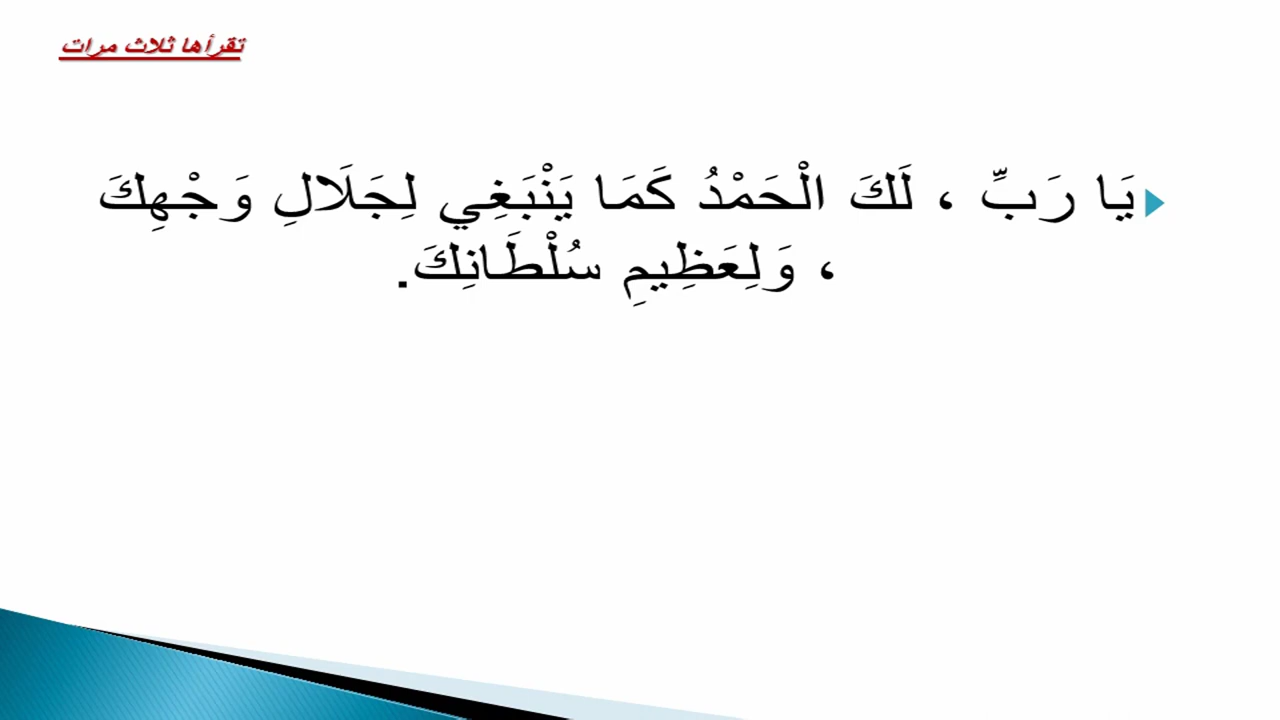 تقرأها ثلاث مرات
يَا رَبِّ ، لَكَ الْحَمْدُ كَمَا يَنْبَغِي لِجَلَالِ وَجْهِكَ
، وَلِعَظِيمِ سُلْطَانِكَ.